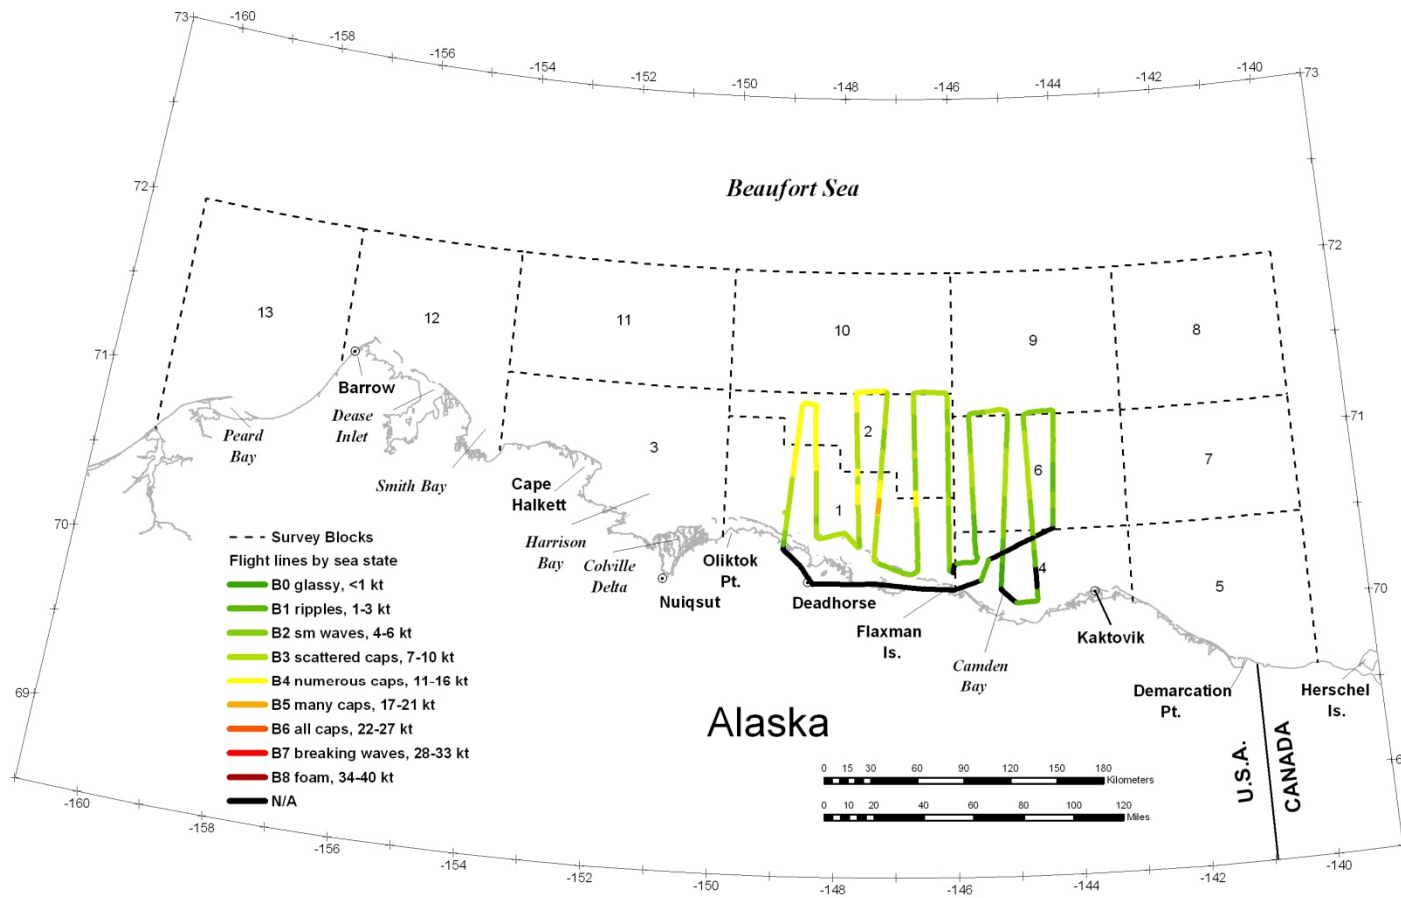 73
-160
-158
-156
-154
-152
-150
-148
-146
-144
-142
-140
73
72
Beaufort Sea
72
13
12
11
10
9
8
71
Barrow
Dease
Inlet
Peard
Bay
Smith Bay
3
2
1
6
7
71
Cape
Halkett
70
Harrison
Bay
Colville
Delta
Oliktok
Pt.
Nuiqsut
Deadhorse
Flaxman
Is.
4
5
70
Camden
Bay
Kaktovik
Demarcation
Pt.
Herschel
Is.
Survey Blocks
Flight lines by sea state
B0 glassy, <1 kt
B1 ripples, 1-3 kt
B2 sm waves, 4-6 kt
B3 scattered caps, 7-10 kt
B4 numerous caps, 11-16 kt
B5 many caps, 17-21 kt
B6 all caps, 22-27 kt
B7 breaking waves, 28-33 kt
B8 foam, 34-40 kt
N/A
69
Alaska
U.S.A.
CANADA
0 15 30 60 90 120 150 180
Kilometers
0 10 20 40 60 80 100 120
Miles
-160
-158
-156
-154
-152
-150
-148
-146
-144
-142
-140